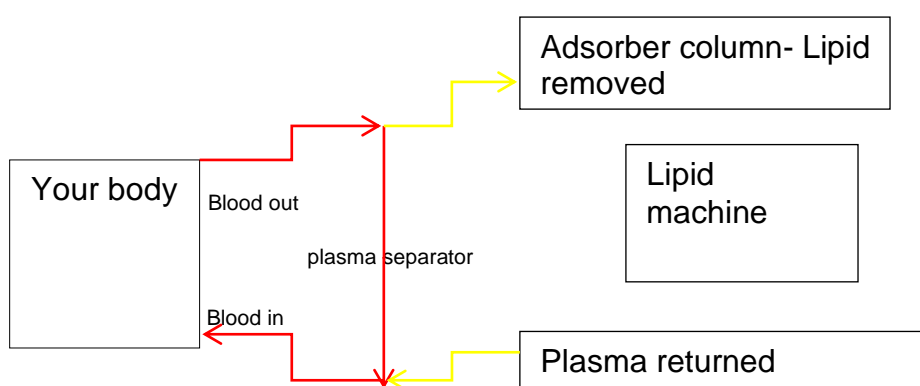 Adsorber column- Lipid
removed
Your body
Blood out
Lipid
machine
plasma separator
Blood in
Plasma returned